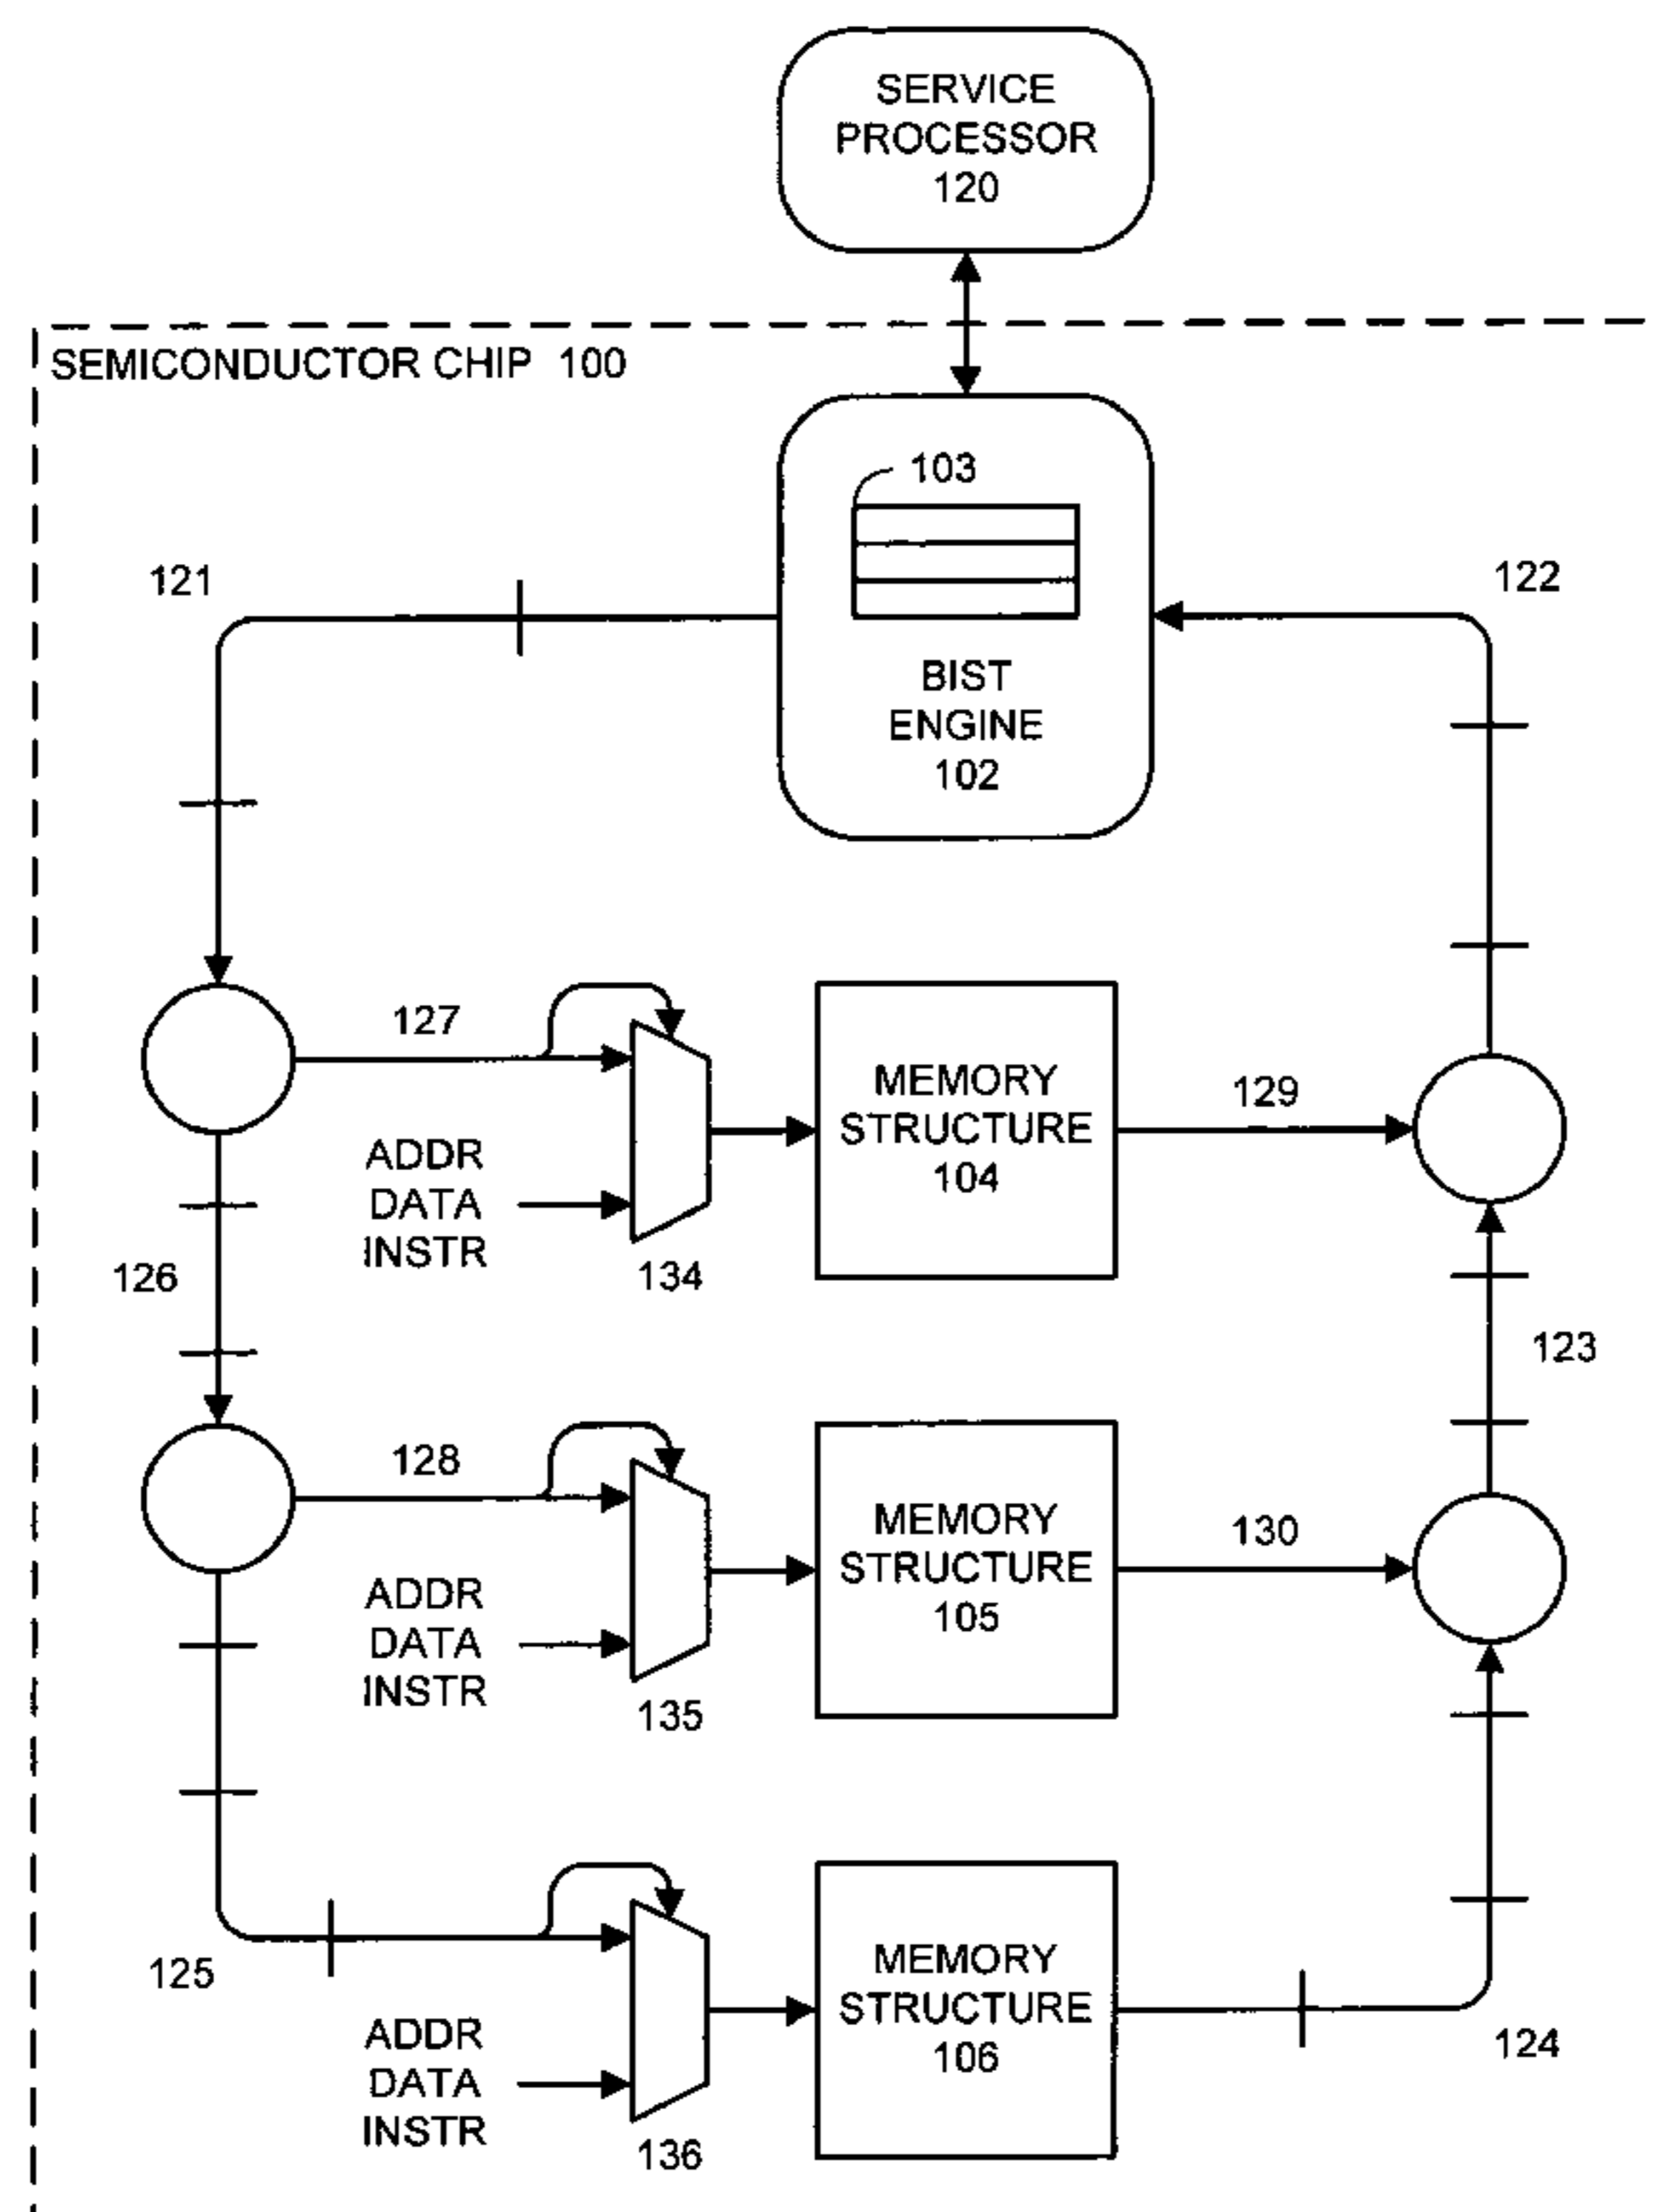 SERVICE
PROCESSOR
120
SEMICONDUCTOR CHIP 100
103
121
122
BIST
ENGINE
102
127
MEMORY
STRUCTURE
104
129
ADDR
DATA
INSTR
134
126
123
128
MEMORY
STRUCTURE
105
130
ADDR
DATA
INSTR
135
125
MEMORY
STRUCTURE
106
124
ADDR
DATA
INSTR
136